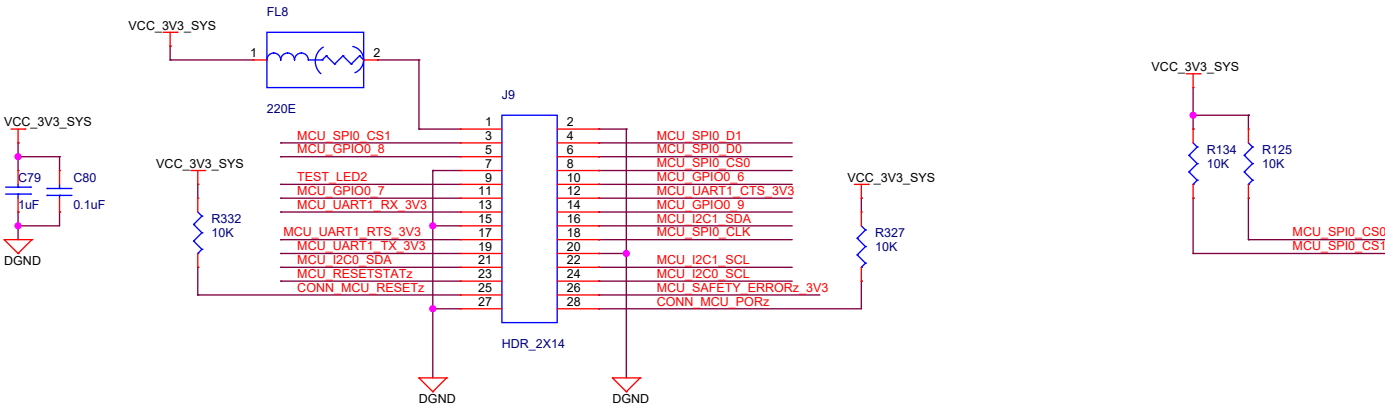 FL8
VCC_3V3_SYS
1 2
220E
VCC_3V3_SYS
C79
1uF
C80
0.1uF
DGND
VCC_3V3_SYS
R332
10K
J9
1 2
MCU_SPI0_CS1 3 4 MCU_SPI0_D1
MCU_GPIO0_8 5 6 MCU_SPI0_D0
7 8 MCU_SPI0_CS0
TEST_LED2 9 10 MCU_GPIO0_6
MCU_GPIO0_7 11 12 MCU_UART1_CTS_3V3
MCU_UART1_RX_3V3 13 14 MCU_GPIO0_9
15 16 MCU_I2C1_SDA
MCU_UART1_RTS_3V3 17 18 MCU_SPI0_CLK
MCU_UART1_TX_3V3 19 20
MCU_I2C0_SDA 21 22 MCU_I2C1_SCL
MCU_RESETSTATz 23 24 MCU_I2C0_SCL
CONN_MCU_RESETz 25 26 MCU_SAFETY_ERRORz_3V3
27 28 CONN_MCU_PORz
HDR_2X14
DGND
DGND
VCC_3V3_SYS
R327
10K
VCC_3V3_SYS
R134
10K
R125
10K
MCU_SPI0_CS0
MCU_SPI0_CS1